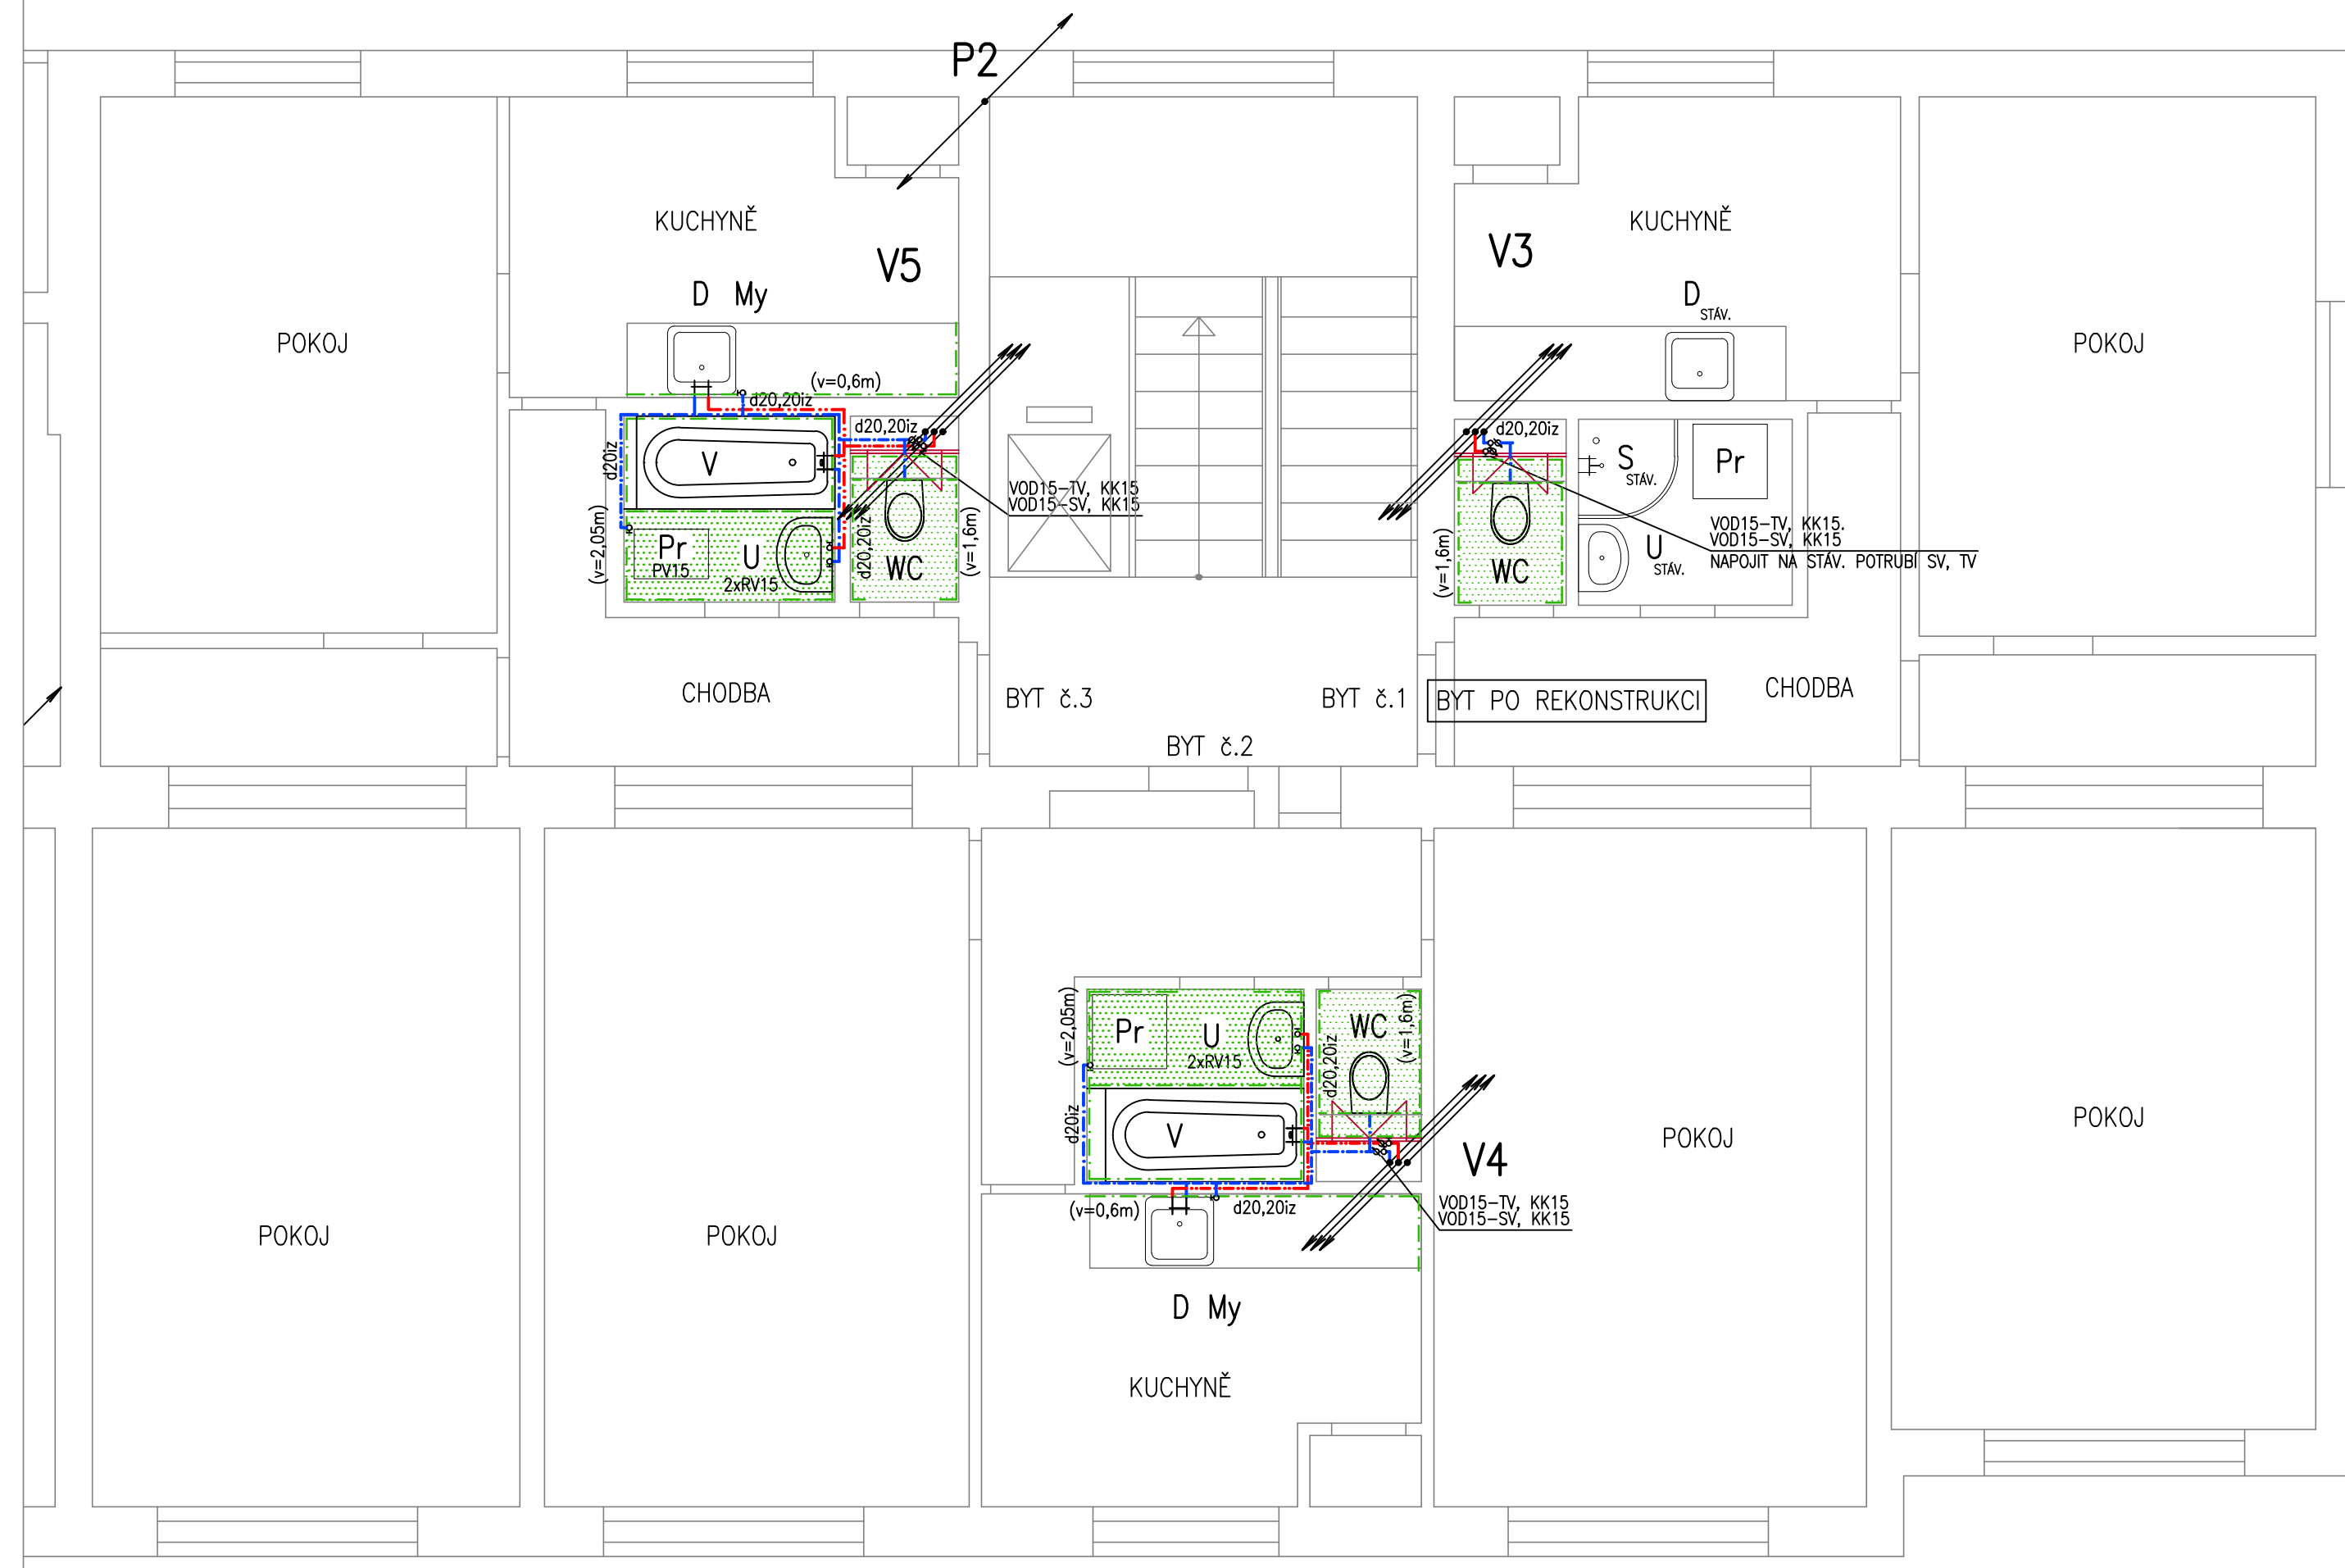 P2
KUCHYNĚ
V5
D My
POKOJ
(v=0,6m)
d20,20iz
d20,20iz
d20iz
V
VOD15-TV, KK15
VOD15-SV, KK15
(v=2,05m)
Pr
PV15
U
2xRV15
d20,20iz
WC
(v=1,6m)
CHODBA
KUCHYNĚ
V3
D
STÁV.
POKOJ
d20,20iz
S
STÁV.
Pr
VOD15-TV, KK15.
VOD15-SV, KK15
NAPOJIT NA STÁV. POTRUBÍ SV, TV
U
STÁV.
WC
(v=1,6m)
BYT č.3
BYT č.1
BYT PO REKONSTRUKCI
CHODBA
BYT č.2
(v=2,05m)
Pr
U
2xRV15
WC
(v=1,6m)
d20,20iz
d20iz
V
V4
(v=0,6m)
d20,20iz
VOD15-TV, KK15
VOD15-SV, KK15
D My
KUCHYNĚ
POKOJ
POKOJ
POKOJ
POKOJ